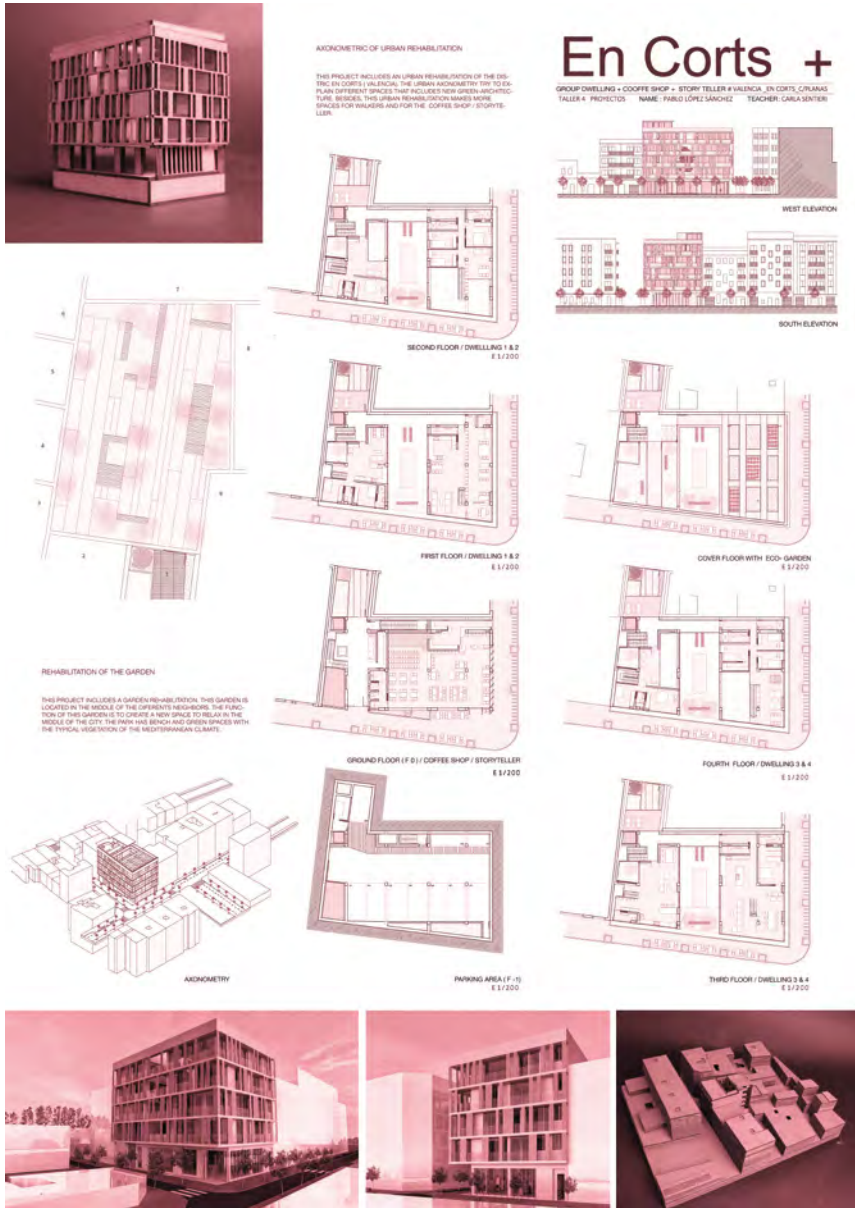 AXONOMETRIC OF URBAN REHABILITATION
THIS PROJECT INCLUDES AN URBAN REHABILITATION OF THE DIS-
TRIC EN CORTS ( VALENCIA). THE URBAN AXONOMETRY TRY TO EX-
PLAIN DIFFERENT SPACES THAT INCLUDES NEW GREEN-ARCHITEC-
TURE. BESIDES, THIS URBAN REHABILITATION MAKES MORE
SPACES FOR WALKERS AND FOR THE COFFEE SHOP / STORYTE-
LLER.
En Corts +
GROUP DWELLING + COOFFE SHOP + STORY TELLER # VALENCIA _EN CORTS_C/PLANAS
TALLER 4 PROYECTOS NAME : PABLO LÓPEZ SÁNCHEZ TEACHER: CARLA SENTIERI
WEST ELEVATION
SOUTH ELEVATION
SECOND FLOOR / DWELLLING 1 & 2
E 1/200
FIRST FLOOR / DWELLING 1 & 2
E 1/200
COVER FLOOR WITH ECO- GARDEN
E 1/200
7
8
5
4
6
2
1
REHABILITATION OF THE GARDEN
THIS PROJECT INCLUDES A GARDEN REHABILITATION. THIS GARDEN IS
LOCATED IN THE MIDDLE OF THE DIFERENTS NEIGHBORS. THE FUNC-
TION OF THIS GARDEN IS TO CREATE A NEW SPACE TO RELAX IN THE
MIDDLE OF THE CITY. THE PARK HAS BENCH AND GREEN SPACES WITH
THE TYPYCAL VEGETATION OF THE MEDITERRANEAN CLIMATE.
GROUND FLOOR ( F 0 ) / COFFEE SHOP / STORYTELLER
E 1/200
FOURTH FLOOR / DWELLING 3 & 4
E 1/200
AXONOMETRY
PARKING AREA ( F -1)
E 1/200
THIRD FLOOR / DWELLING 3 & 4
E 1/200